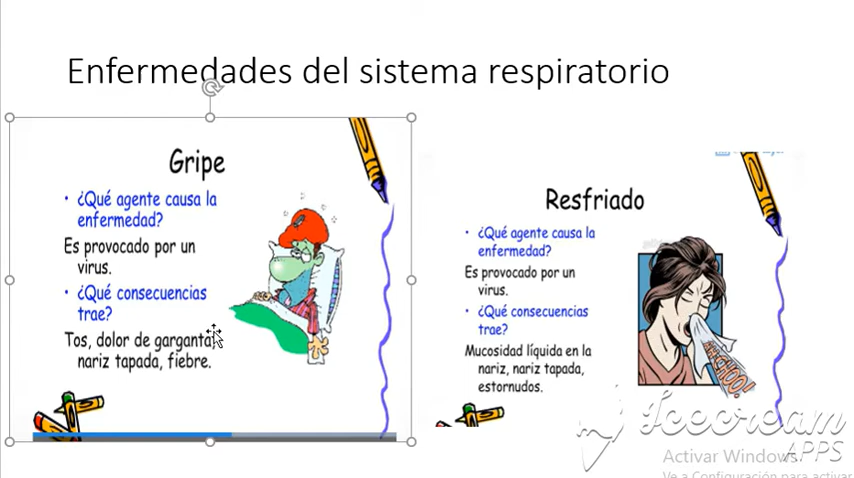 Enfermedades del sistema respiratorio
Gripe
• ¿Qué agente causa la
enfermedad?
Es provocado por un
virus.
• ¿Qué consecuencias
trae?
Tos, dolor de garganta,
nariz tapada, fiebre.
Resfriado
• ¿Qué agente causa la
enfermedad?
Es provocado por un
virus.
• ¿Qué consecuencias
trae?
Mucosidad líquida en la
nariz, nariz tapada,
estornudos.
Icecream
APPS
Activar Windows
Ve a Configuración para activar